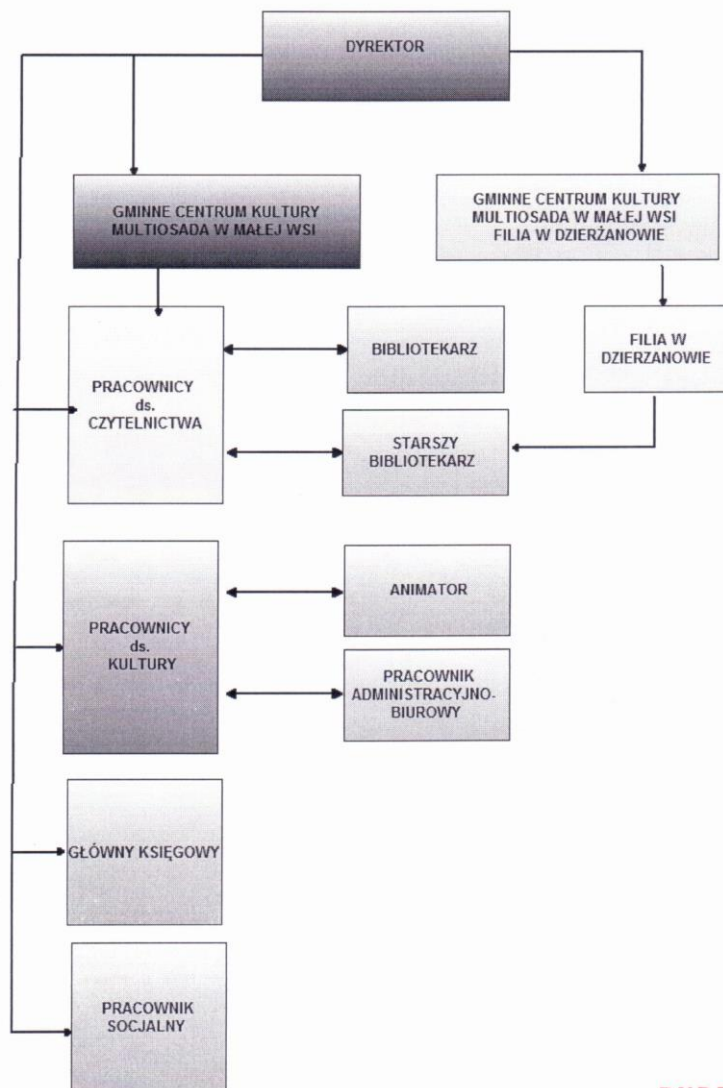 DYREKTOR
GMINNE CENTRUM KULTURY
MULTIOSADA W MAŁEJ WSI
GMINNE CENTRUM KULTURY
MULTIOSADA W MAŁEJ WSI
FILIA W DZIERŻANOWIE
PRACOWNICY
ds.
CZYTELNICTWA
BIBLIOTEKARZ
FILIA W
DZIERZANOWIE
STARSZY
BIBLIOTEKARZ
PRACOWNICY
ds.
KULTURY
ANIMATOR
PRACOWNIK
ADMINISTRACYJNO-
BIUROWY
GŁÓWNY KSIĘGOWY
PRACOWNIK
SOCJALNY